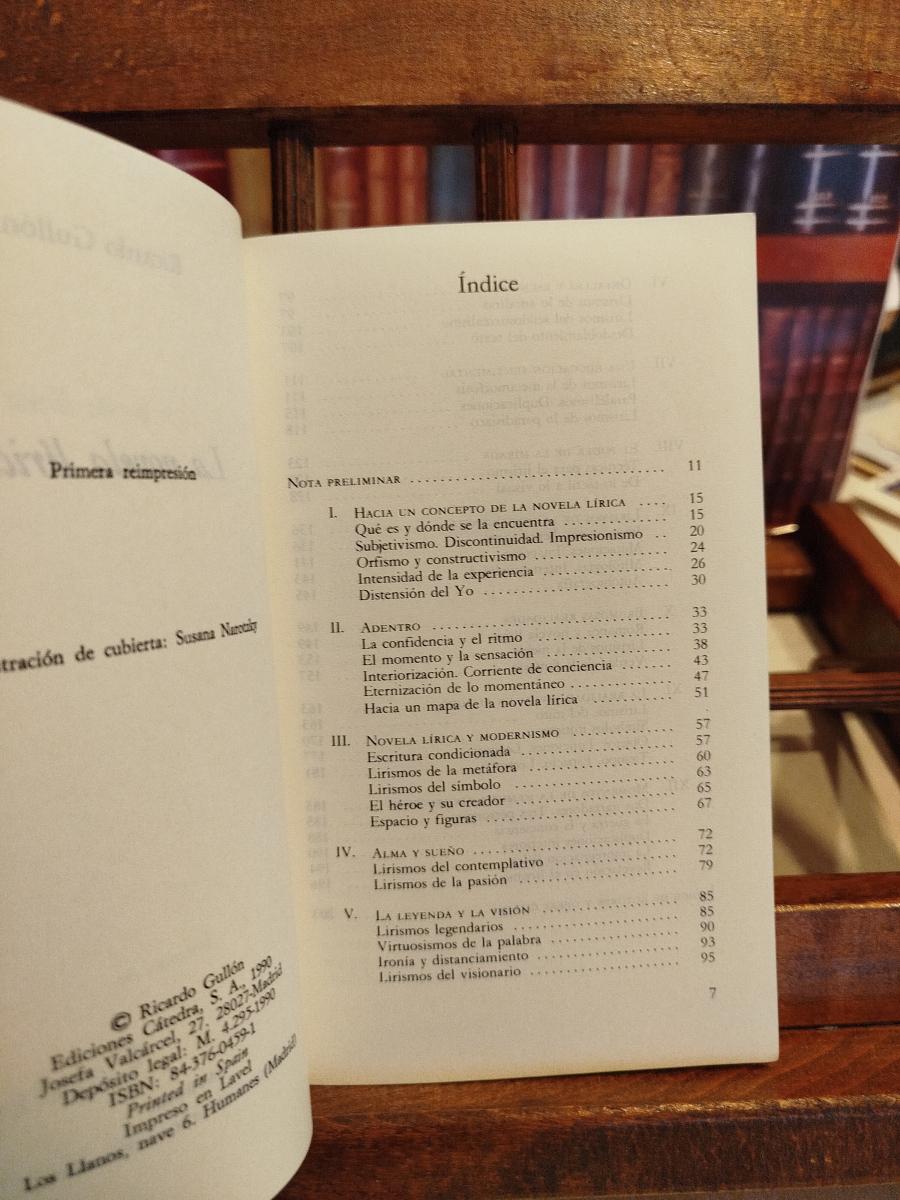 Primera reimpresión
tración de cubierta: Susana Narotzky
© Ricardo Gullón
Ediciones Cátedra, S. A., 1990
Josefa Valcárcel, 27. 28027-Madrid
Depósito legal: M. 4.295-1990
ISBN: 84-376-0459-1
Printed in Spain
Impreso en Lavel
Los Llanos, nave 6. Humanes (Madrid)
Índice
NOTA PRELIMINAR .......................... 11
I. HACIA UN CONCEPTO DE LA NOVELA LÍRICA .... 15
Qué es y dónde se la encuentra ............. 15
Subjetivismo. Discontinuidad. Impresionismo .. 20
Orfismo y constructivismo ................ 24
Intensidad de la experiencia ............... 26
Distensión del Yo ....................... 30
II. ADENTRO .............................. 33
La confidencia y el ritmo ................. 33
El momento y la sensación ................ 38
Interiorización. Corriente de conciencia ...... 43
Eternización de lo momentáneo ............. 47
Hacia un mapa de la novela lírica ........... 51
III. NOVELA LÍRICA Y MODERNISMO ............ 57
Escritura condicionada ................... 57
Lirismos de la metáfora .................. 60
Lirismos del símbolo .................... 63
El héroe y su creador .................... 65
Espacio y figuras ....................... 67
IV. ALMA Y SUEÑO ......................... 72
Lirismos del contemplativo ................ 72
Lirismos de la pasión .................... 79
V. LA LEYENDA Y LA VISIÓN ................. 85
Lirismos legendarios ..................... 85
Virtuosismos de la palabra ................ 90
Ironía y distanciamiento .................. 93
Lirismos del visionario ................... 95
7